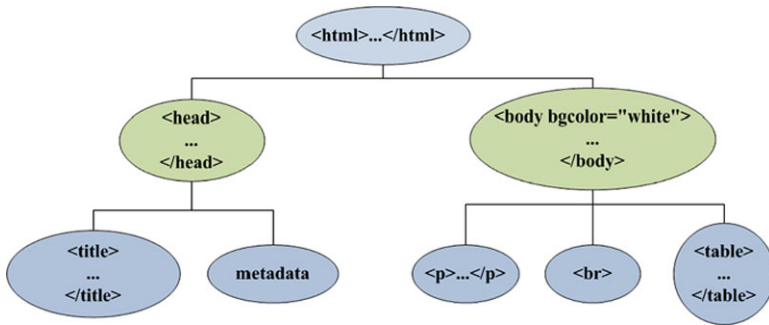 <html>...</html>
<head>
...
</head>
<body bgcolor="white">
...
</body>
<title>
...
</title>
metadata
<p>...</p>
<br>
<table>
...
</table>